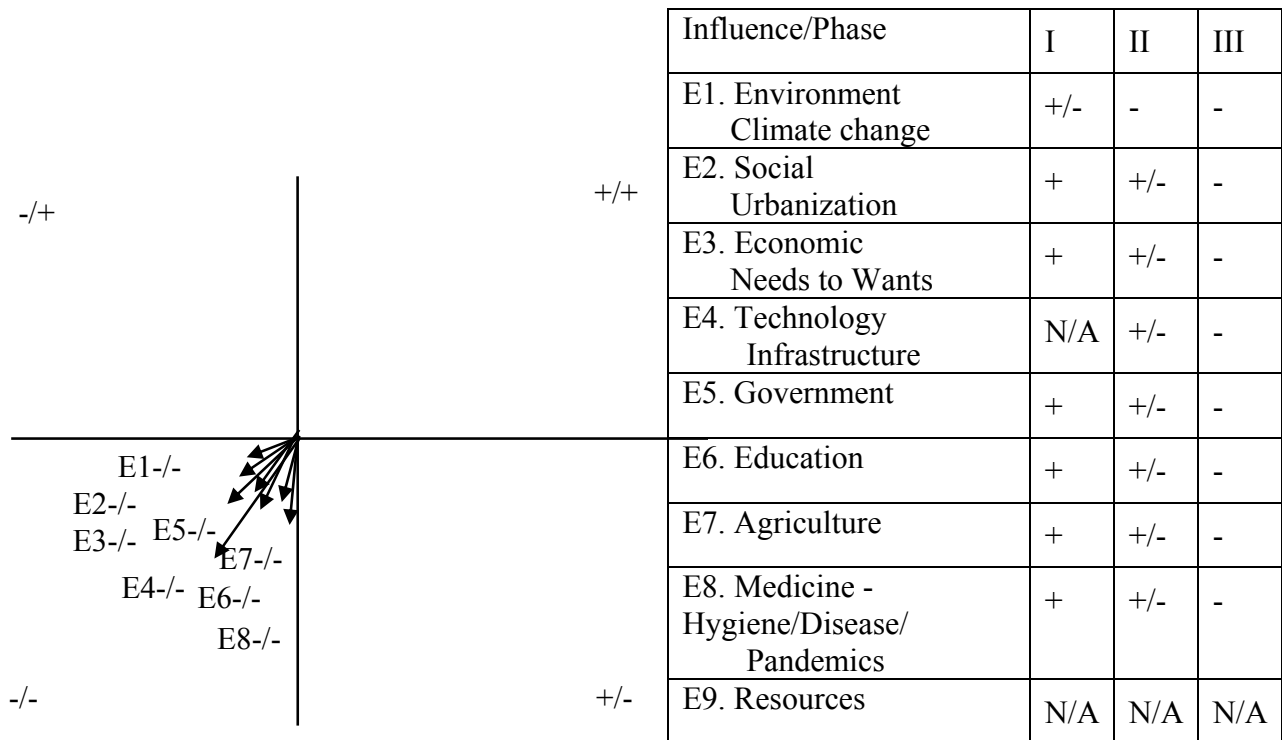 -/+
+/+
E1-/-
E2-/-
E3-/-
E5-/-
E7-/-
E4-/-
E6-/-
E8-/-
-/-
+/-
Influence/Phase I II III
E1. Environment
Climate change +/- - -
E2. Social
Urbanization + +/- -
E3. Economic
Needs to Wants + +/- -
E4. Technology
Infrastructure N/A +/- -
E5. Government + +/- -
E6. Education + +/- -
E7. Agriculture + +/- -
E8. Medicine -
Hygiene/Disease/ + +/- -
Pandemics
E9. Resources N/A N/A N/A